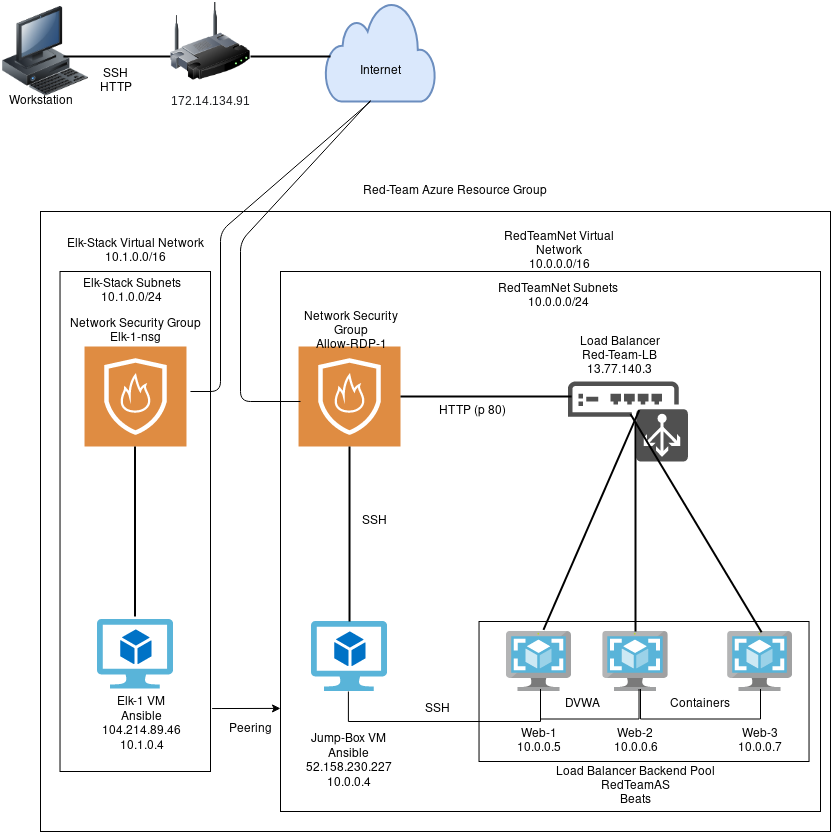 SSH
HTTP
Workstation
172.14.134.91
Internet
Red-Team Azure Resource Group
Elk-Stack Virtual Network
10.1.0.0/16
Elk-Stack Subnets
10.1.0.0/24
Network Security Group
Elk-1-nsg
RedTeamNet Virtual
Network
10.0.0.0/16
RedTeamNet Subnets
10.0.0.0/24
Network Security
Group
Allow-RDP-1
Load Balancer
Red-Team-LB
13.77.140.3
HTTP (p 80)
SSH
Elk-1 VM
Ansible
104.214.89.46
10.1.0.4
Peering
Jump-Box VM
Ansible
52.158.230.227
10.0.0.4
SSH
DVWA
Containers
Web-1
10.0.0.5
Web-2
10.0.0.6
Web-3
10.0.0.7
Load Balancer Backend Pool
RedTeamAS
Beats